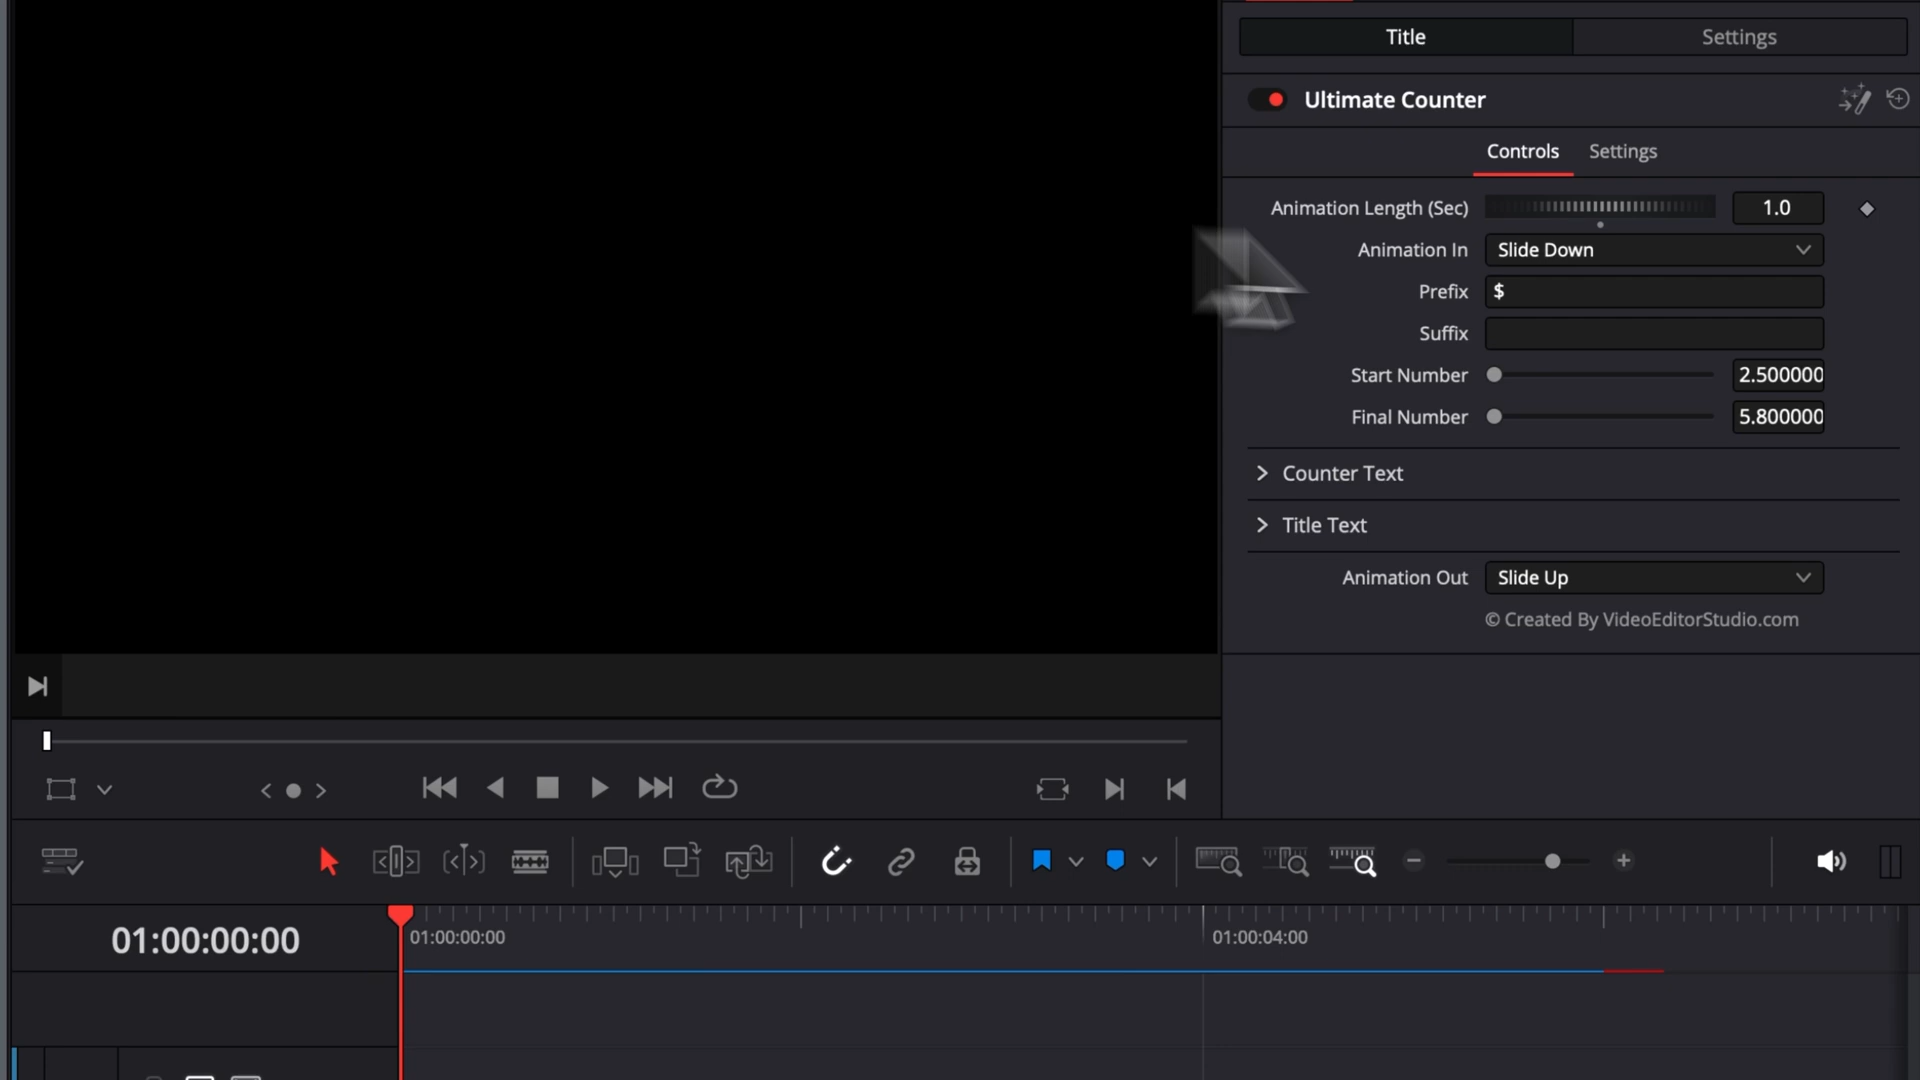 Title
Settings
Ultimate Counter
Controls
Settings
Animation Length (Sec)
1.0
Animation In
Slide Down
Prefix
$
Suffix
Start Number
2.500000
Final Number
5.800000
Counter Text
Title Text
Animation Out
Slide Up
© Created By VideoEditorStudio.com
01:00:00:00
01:00:00:00
01:00:04:00